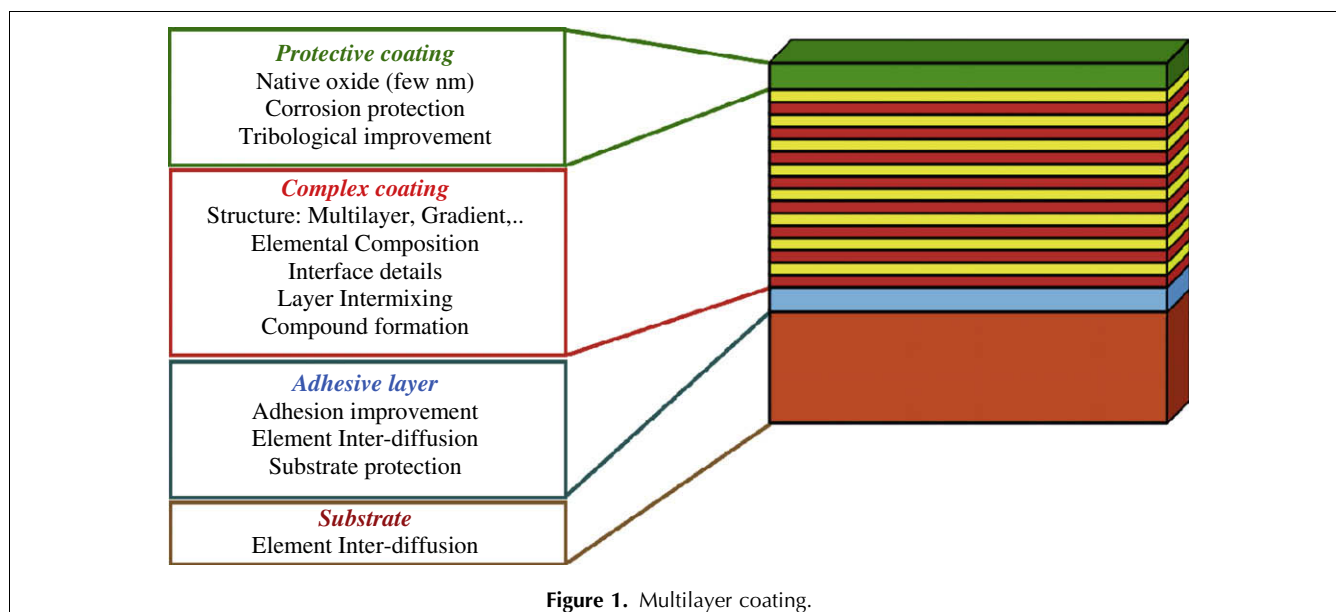 Protective coating
Native oxide (few nm)
Corrosion protection
Tribological improvement
Complex coating
Structure: Multilayer, Gradient,..
Elemental Composition
Interface details
Layer Intermixing
Compound formation
Adhesive layer
Adhesion improvement
Element Inter-diffusion
Substrate protection
Substrate
Element Inter-diffusion
Figure 1. Multilayer coating.